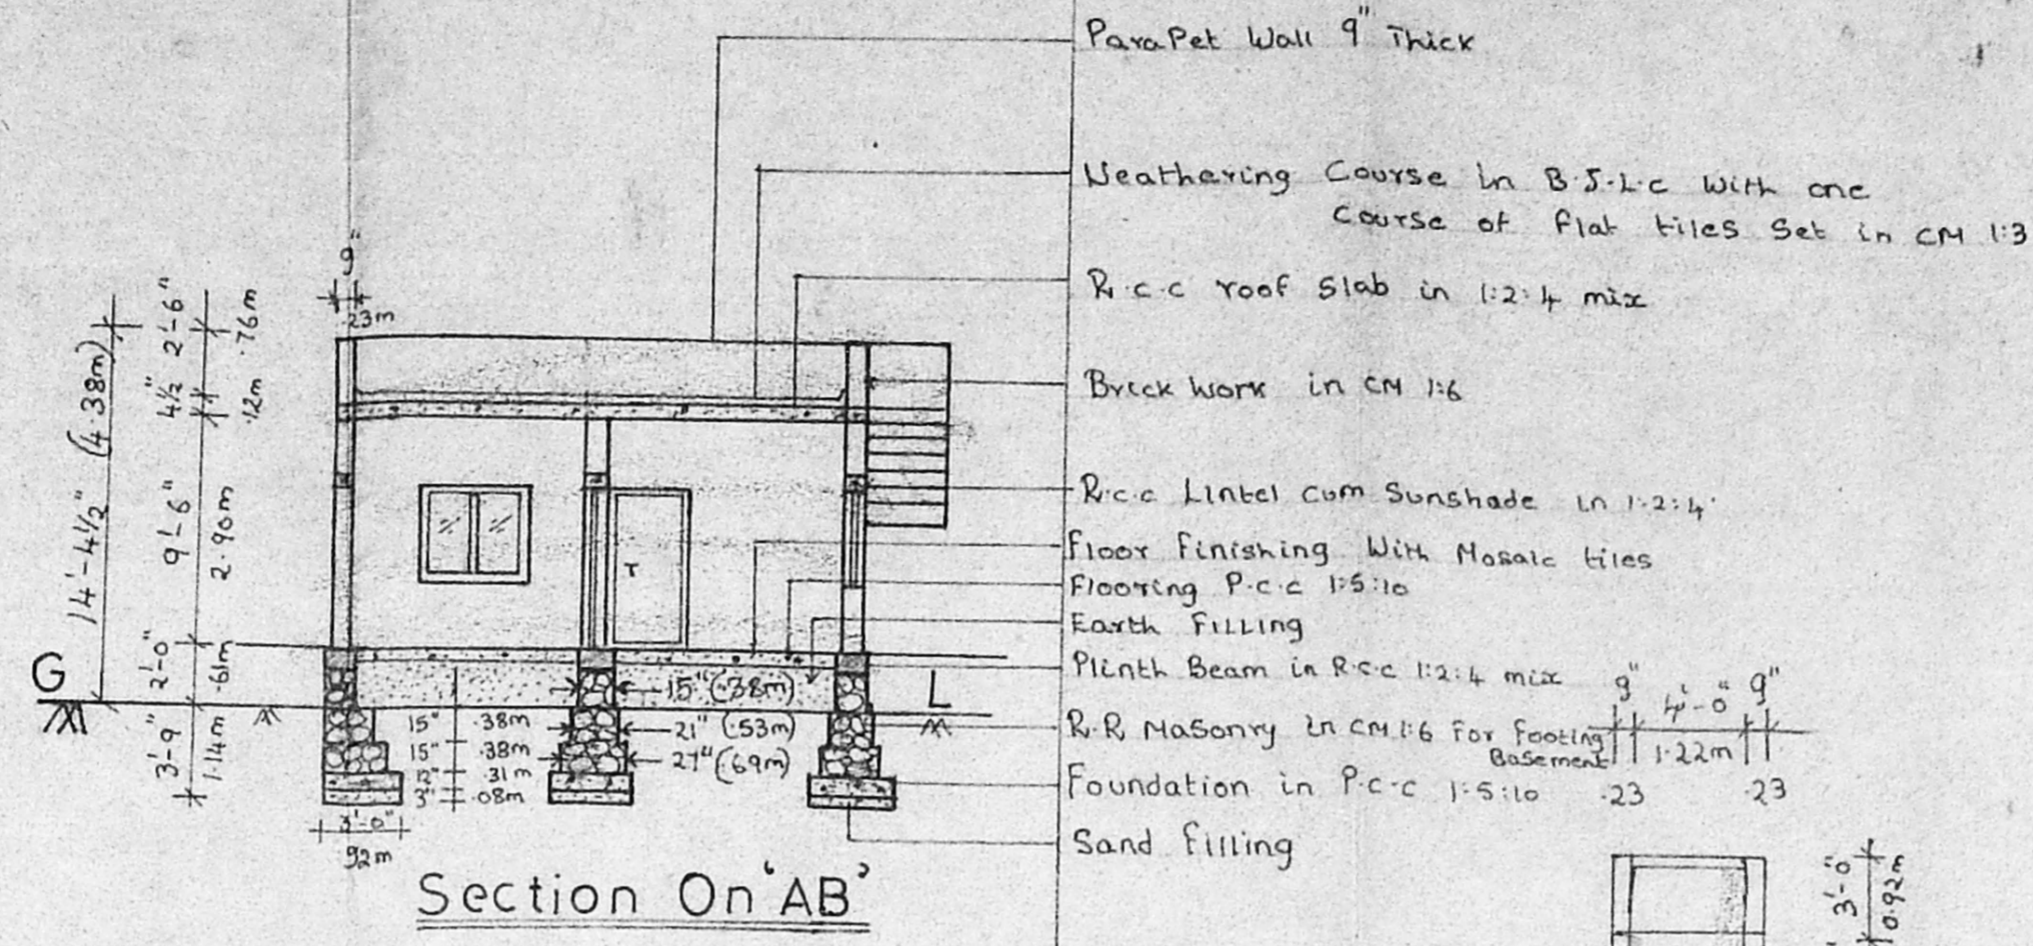 ParaPet Wall 9" Thick
Weathering Course in B.J.L.C With one
Course of flat tiles Set in CM 1:3
R.c.c roof Slab in 1:2:4 mix
Brick work in CM 1:6
R.c.c Lintel cum Sunshade in 1:2:4
Floor Finishing With Mosaic tiles
Flooring P.c.c 1:5:10
Earth Filling
Plinth Beam in R.c.c 1:2:4 mix
R.R Masonry in CM 1:6 For Footing
Basement
Foundation in P.c.c 1:5:10
Sand filling
9"
.23m
2'-6"
.76m
4½"
.12m
9'-6"
2.90m
14'-4½" (4.38m)
2'-0"
.61m
3'-9"
1.14m
G
L
T
15" (.38m)
15" .38m
21" (.53m)
15" .38m
27" (.69m)
12" .31m
3" .08m
3'-0"
92m
9" 4'-0" 9"
1.22m
.23 .23
3'-0"
0.92m
Section On 'AB'